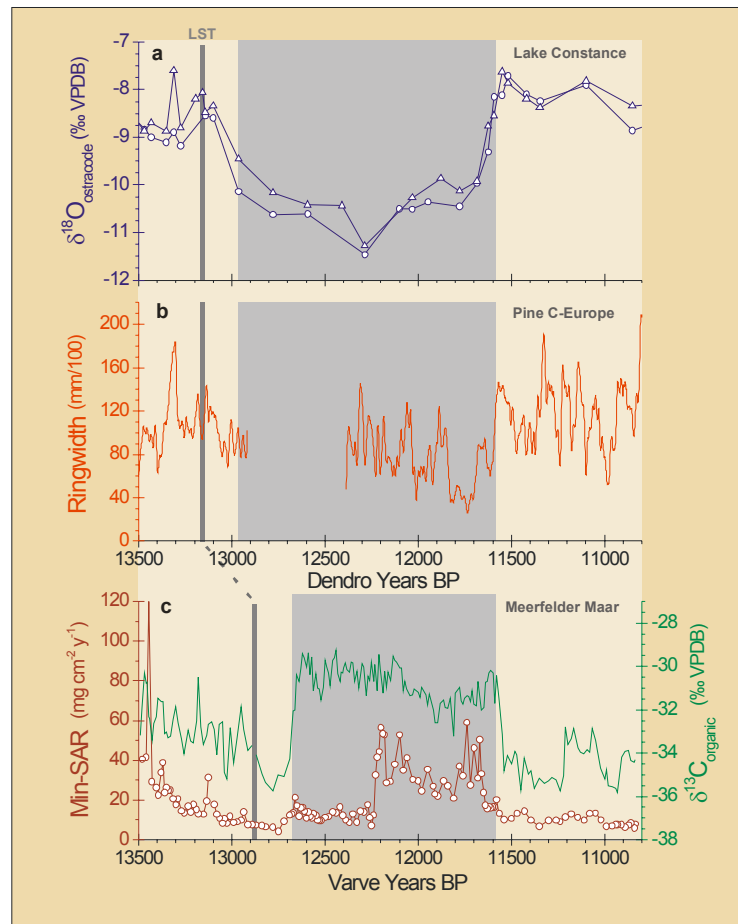 LST
a
Lake Constance
-7
-8
-9
-10
-11
-12
δ18Oostracode (‰ VPDB)
b
Pine C-Europe
200
160
120
80
40
0
Ringwidth (mm/100)
13500 13000 12500 12000 11500 11000
Dendro Years BP
c
Meerfelder Maar
120
100
80
60
40
20
0
Min-SAR (mg cm-2 y-1)
-28
-30
-32
-34
-36
-38
δ13Corganic (‰ VPDB)
13500 13000 12500 12000 11500 11000
Varve Years BP